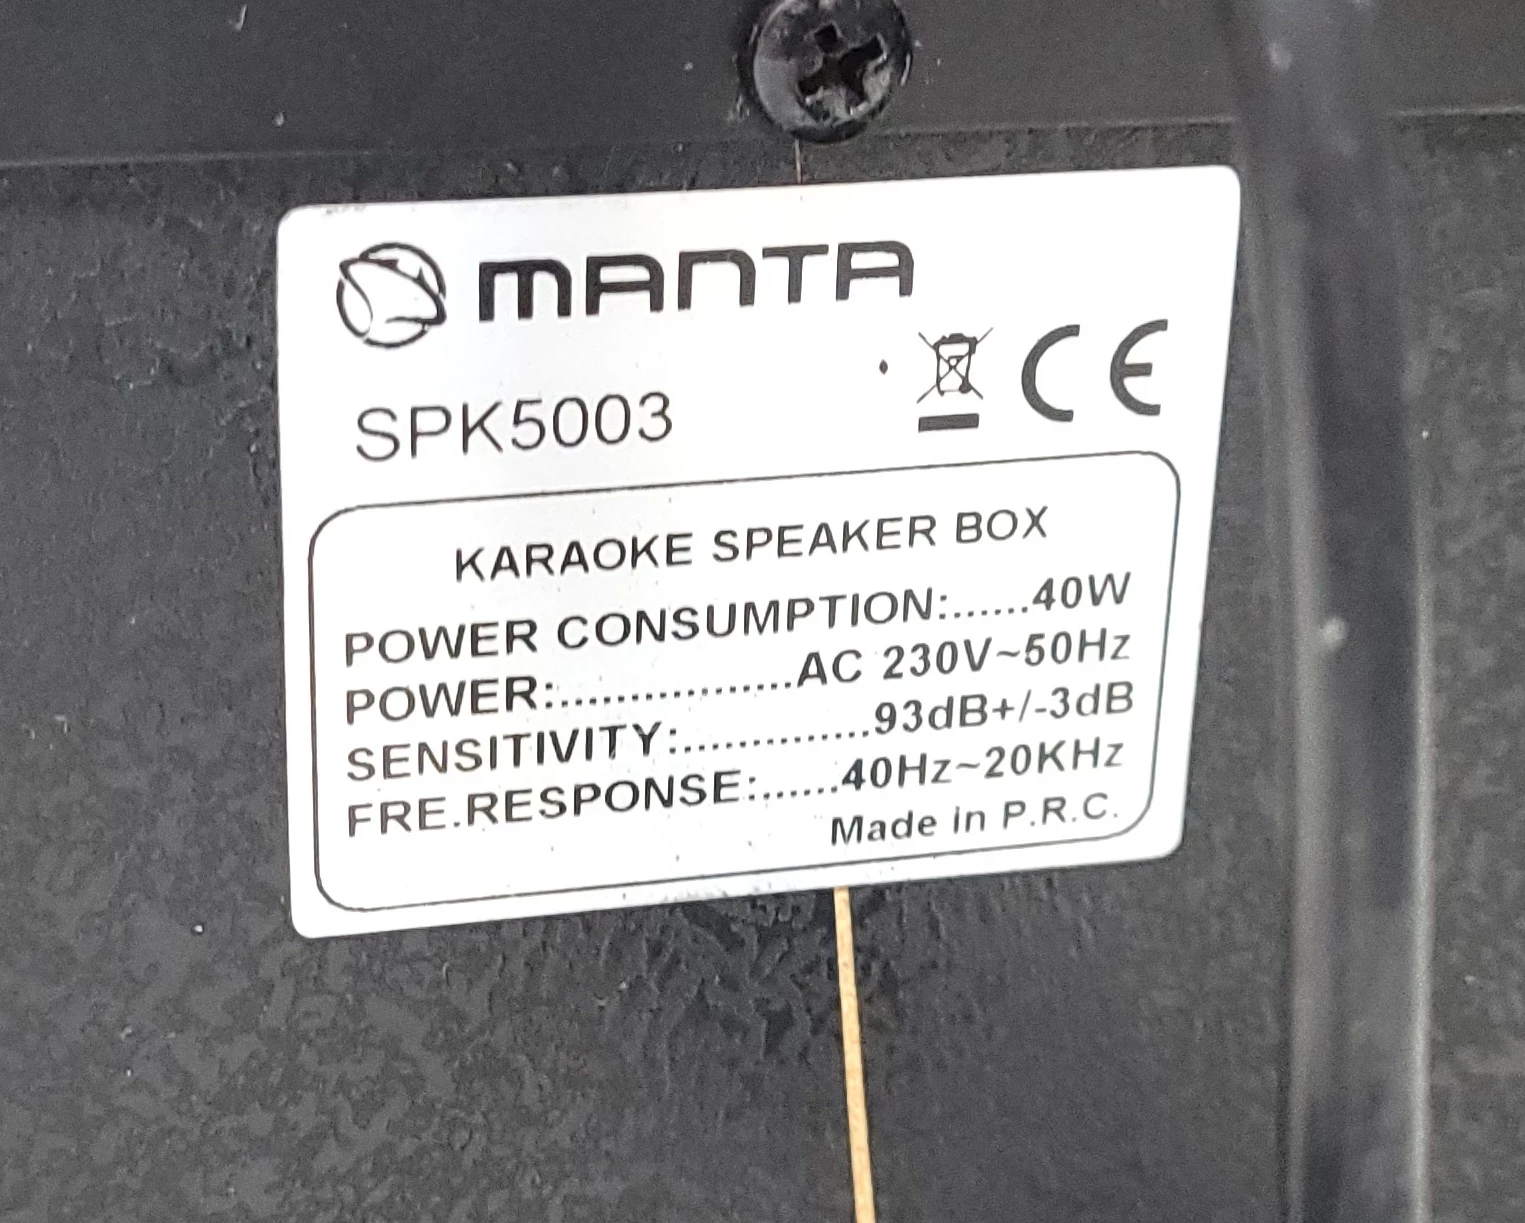 MANTA
SPK5003
CE
KARAOKE SPEAKER BOX
POWER CONSUMPTION:......40W
POWER:.................AC 230V~50Hz
SENSITIVITY:..............93dB+/-3dB
FRE.RESPONSE:......40Hz~20KHz
Made in P.R.C.